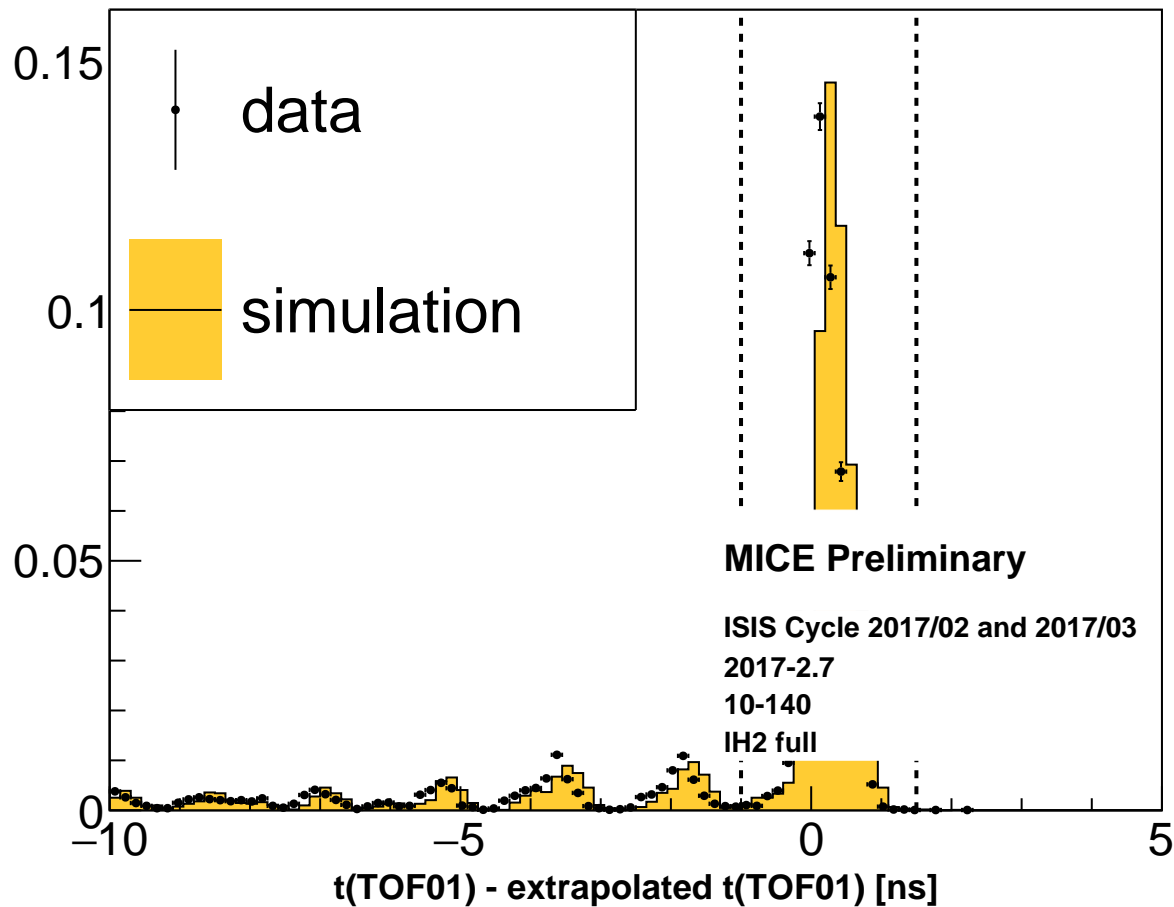 0.15
data
0.1
simulation
0.05
MICE Preliminary
ISIS Cycle 2017/02 and 2017/03
2017-2.7
10-140
lH2 full
0
−10 −5 0 5
t(TOF01) - extrapolated t(TOF01) [ns]